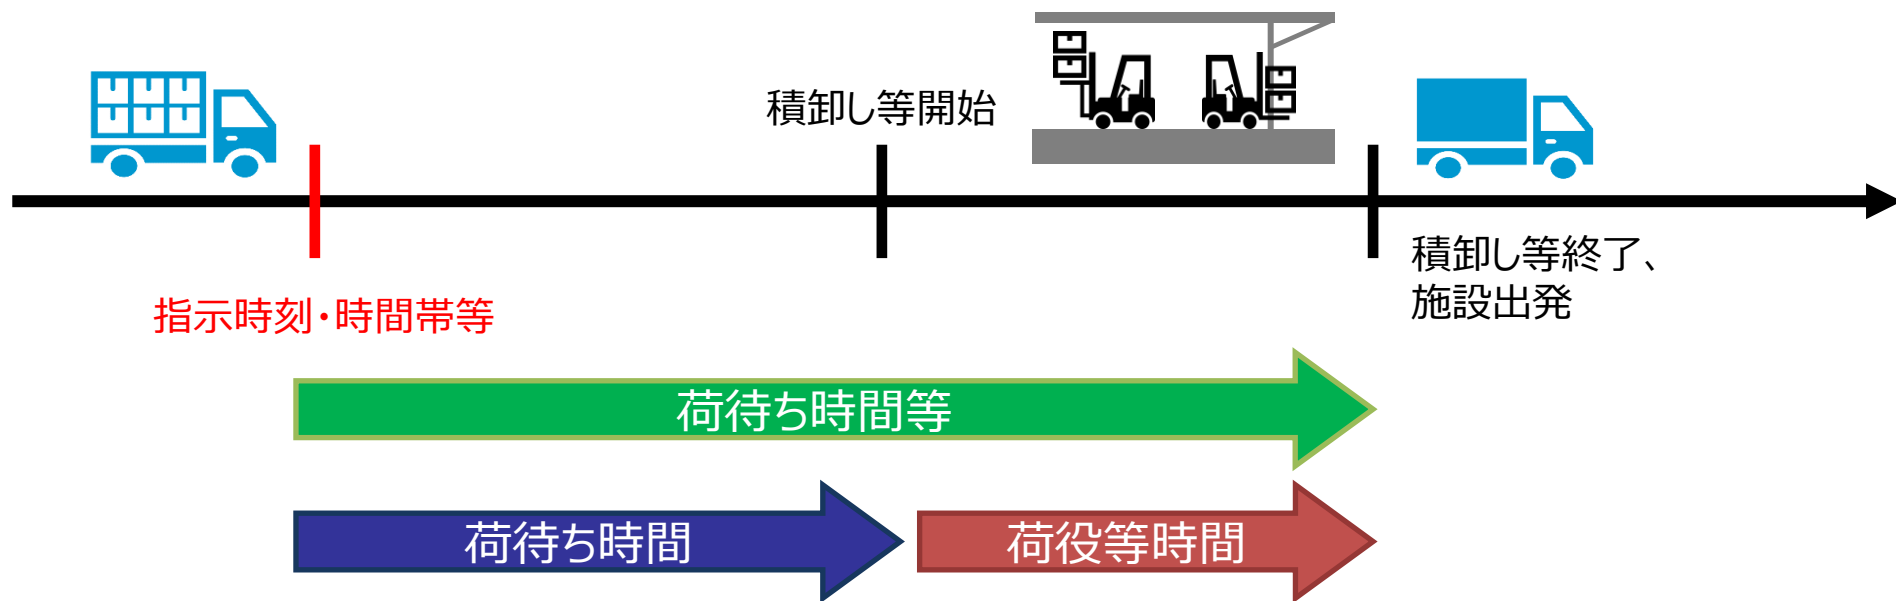 積卸し等開始
積卸し等終了、
施設出発
指示時刻・時間帯等
荷待ち時間等
荷待ち時間
荷役等時間